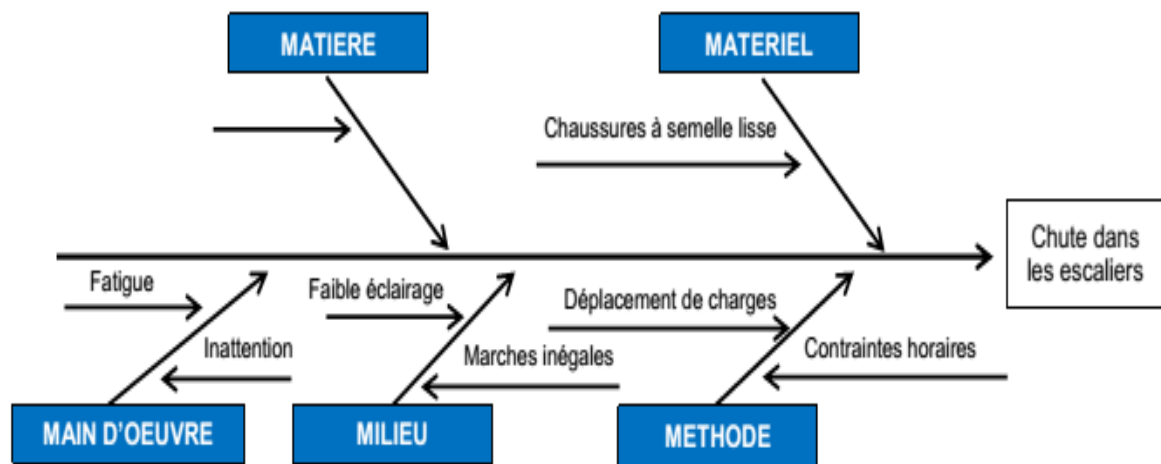 MATIERE
MATERIEL
Chaussures à semelle lisse
Chute dans
les escaliers
Fatigue
Faible éclairage
Déplacement de charges
Inattention
Marches inégales
Contraintes horaires
MAIN D'OEUVRE
MILIEU
METHODE